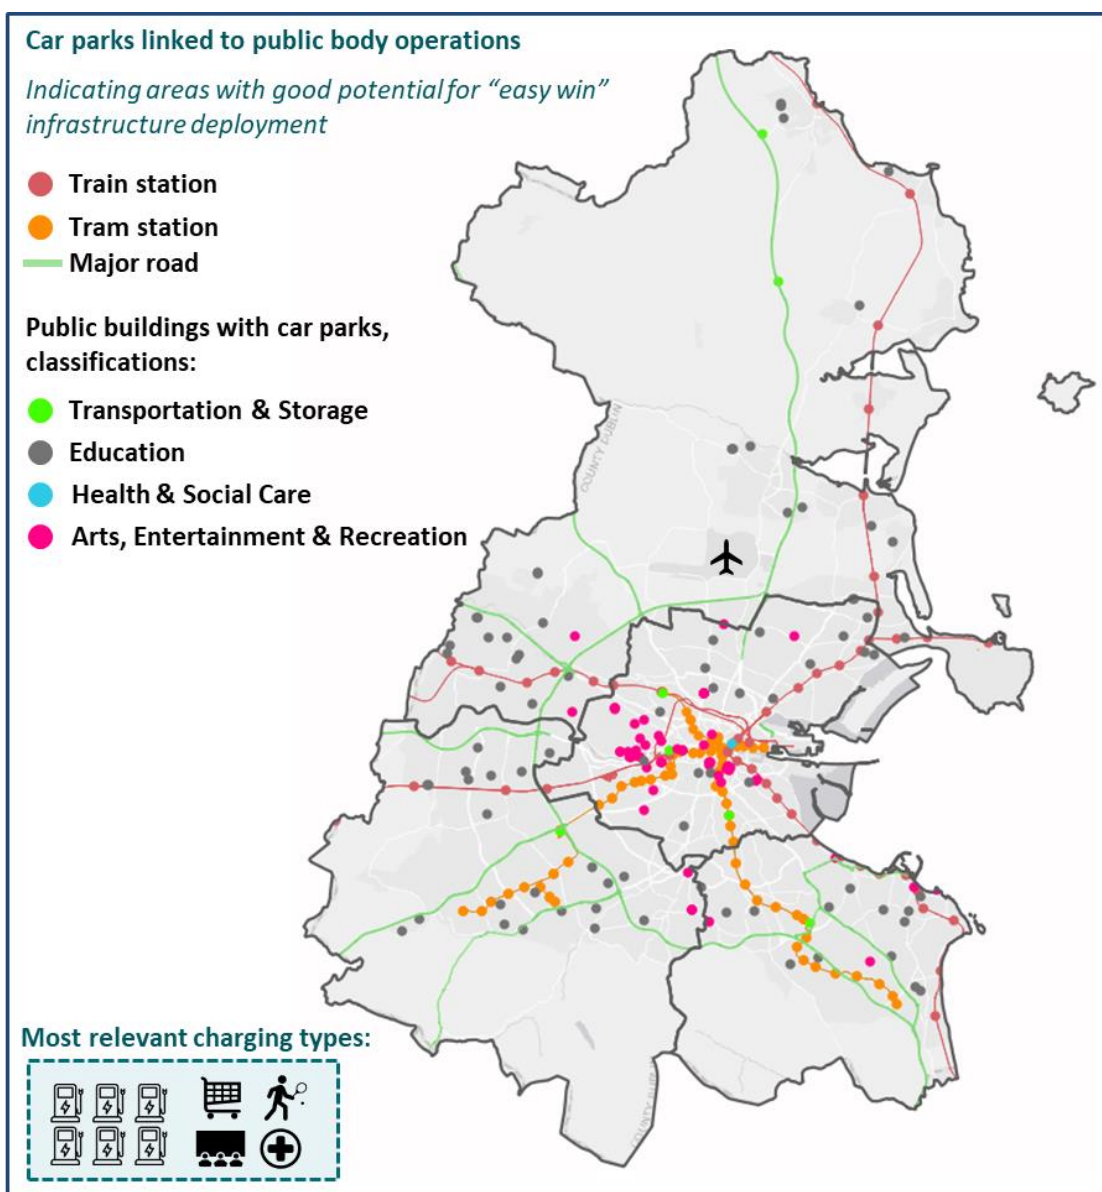 Car parks linked to public body operations
Indicating areas with good potential for “easy win”
infrastructure deployment
Train station
Tram station
Major road
Public buildings with car parks,
classifications:
Transportation & Storage
Education
Health & Social Care
Arts, Entertainment & Recreation
COUNTY DUBLIN
Most relevant charging types: